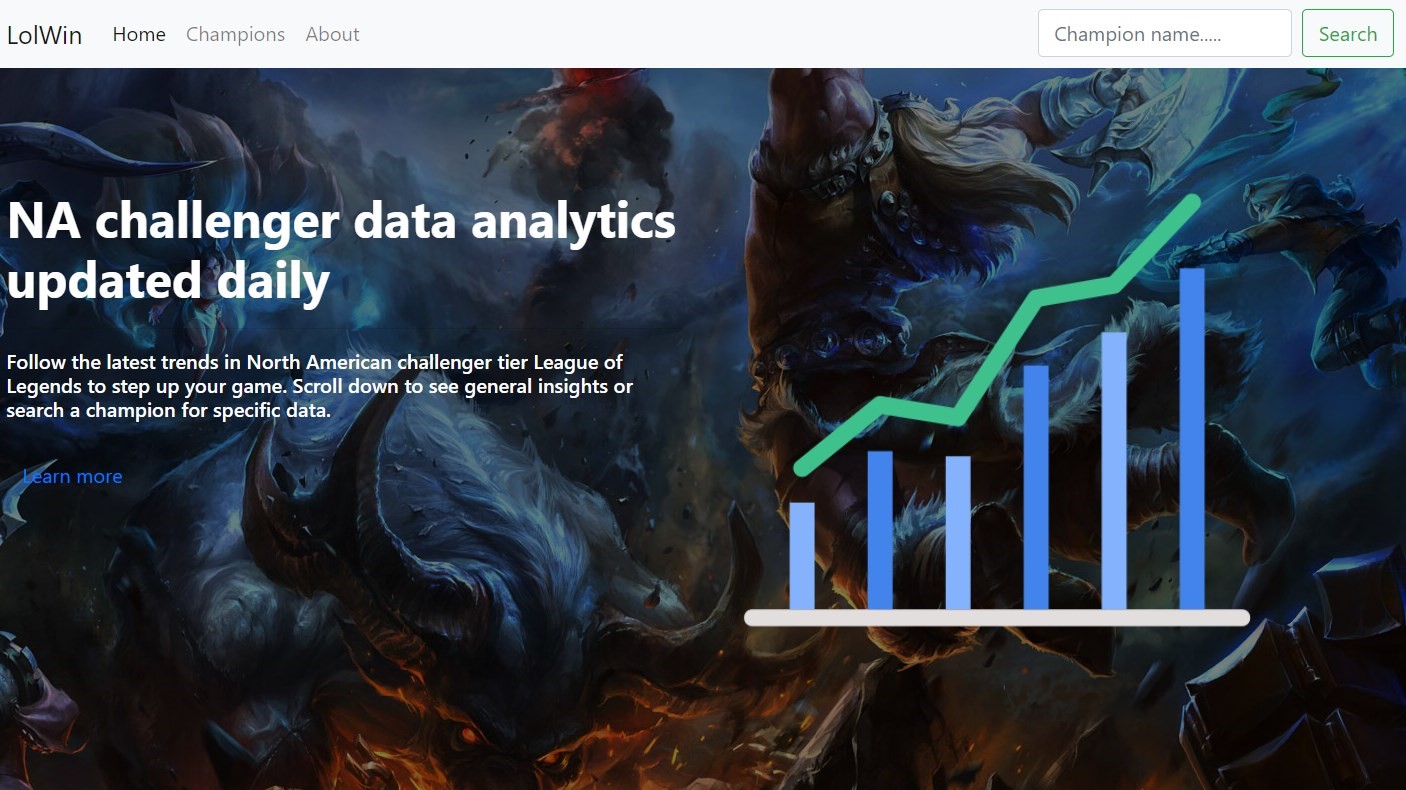 LolWin Home Champions About Champion name..... Search
NA challenger data analytics
updated daily
Follow the latest trends in North American challenger tier League of
Legends to step up your game. Scroll down to see general insights or
search a champion for specific data.
Learn more